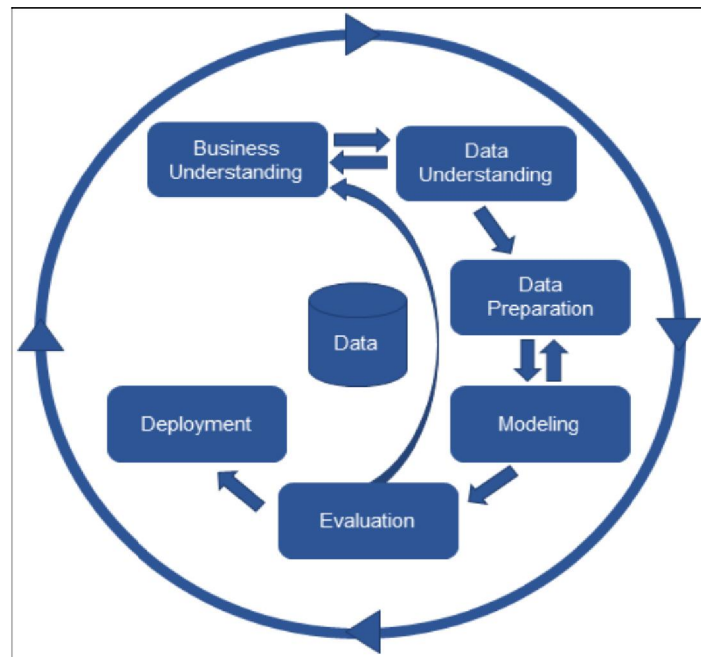 Business
Understanding
Data
Understanding
Data
Preparation
Data
Deployment
Modeling
Evaluation